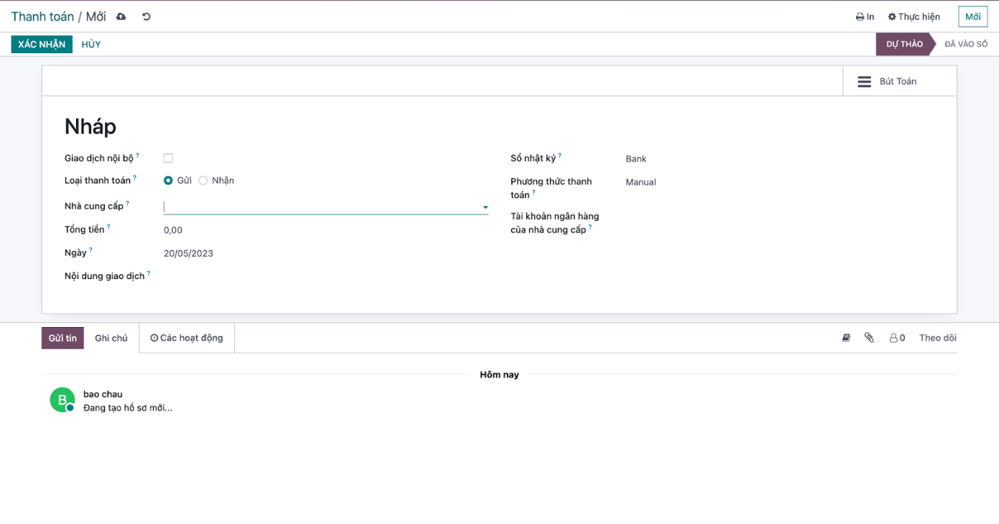 Thanh toán / Mới
In Thực hiện Mới
XÁC NHẬN HỦY
DỰ THẢO ĐÃ VÀO SỔ
Bút Toán
Nháp
Giao dịch nội bộ ?
Loại thanh toán ? Gửi Nhận
Nhà cung cấp ?
Tổng tiền ? 0,00
Ngày ? 20/05/2023
Nội dung giao dịch ?
Sổ nhật ký ? Bank
Phương thức thanh Manual
toán ?
Tài khoản ngân hàng
của nhà cung cấp ?
Gửi tin Ghi chú Các hoạt động 0 Theo dõi
Hôm nay
B
bao chau
Đang tạo hồ sơ mới...